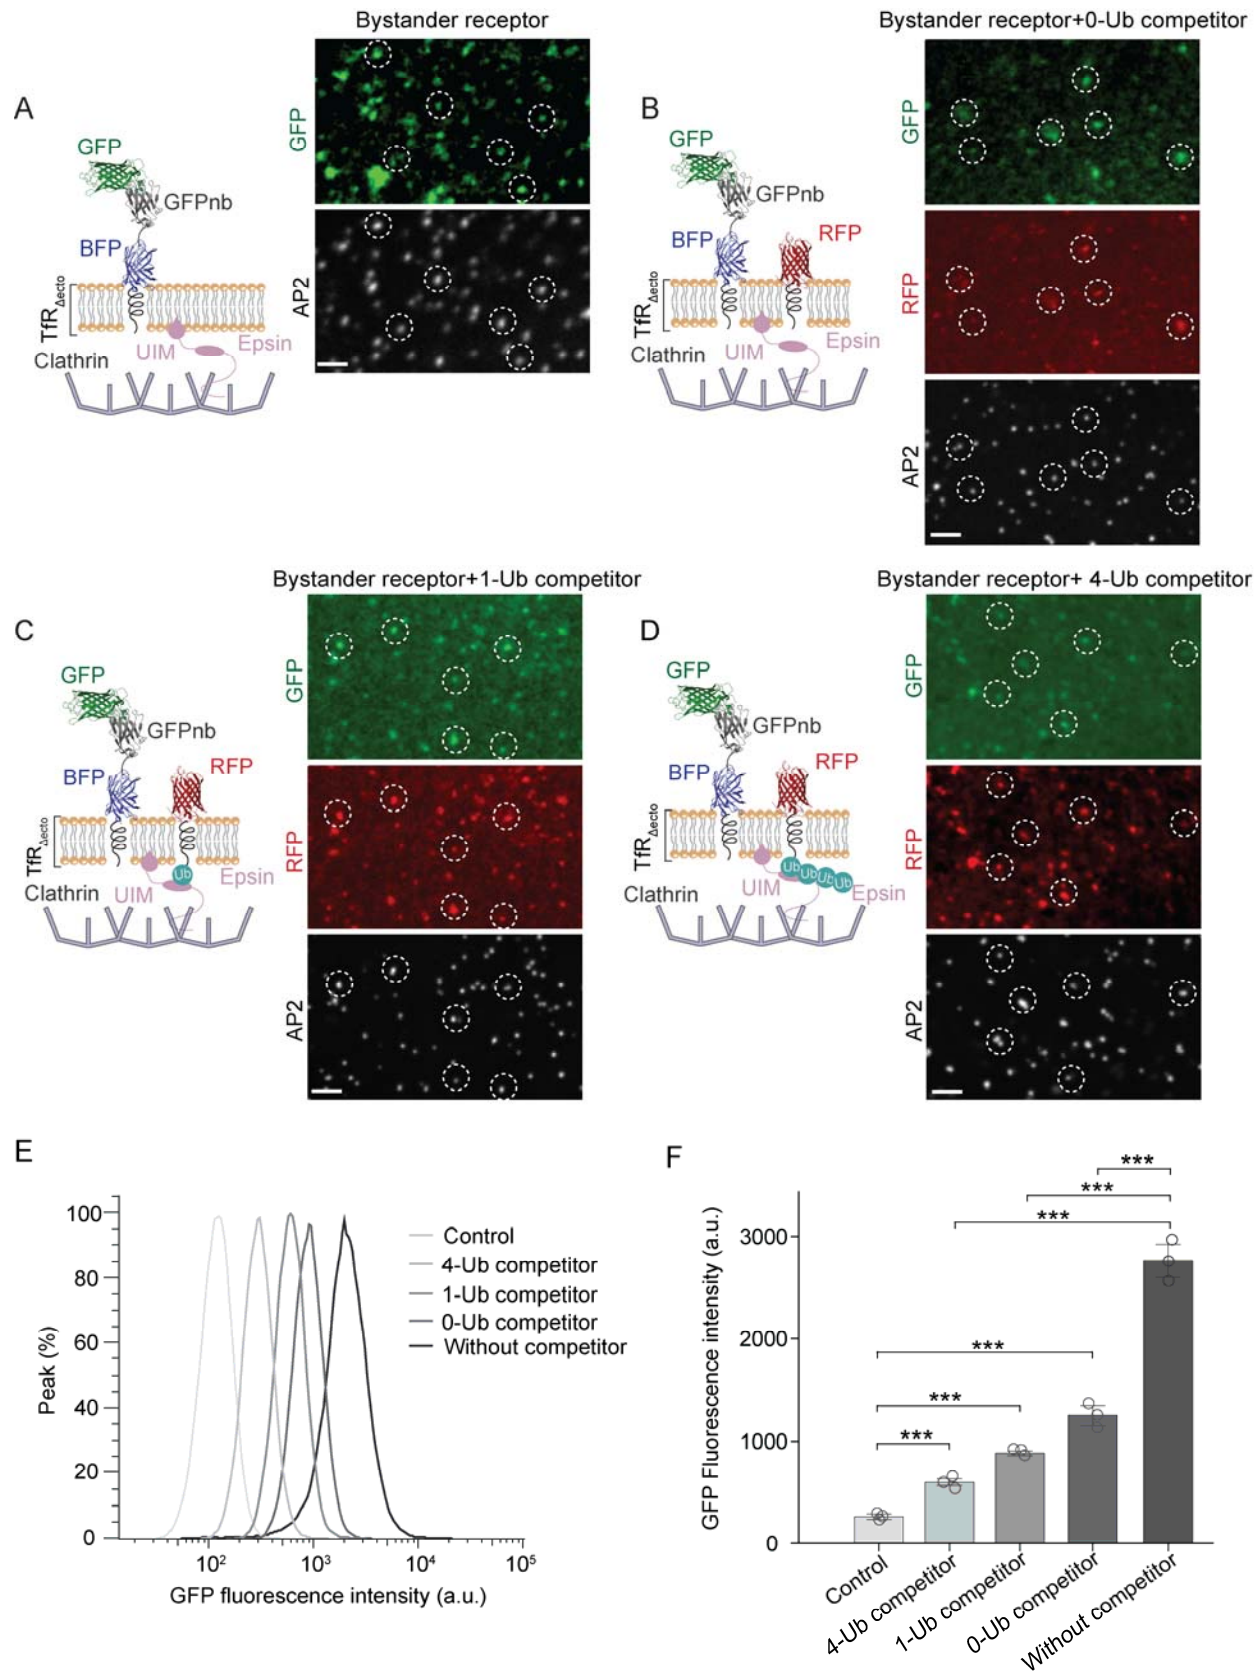 Bystander receptor
A
GFP
GFPnb
BFP
TfRΔecto
UIM
Epsin
Clathrin
GFP
AP2
Bystander receptor+0-Ub competitor
B
GFP
GFPnb
BFP
RFP
TfRΔecto
UIM
Epsin
Clathrin
GFP
RFP
AP2
Bystander receptor+1-Ub competitor
C
GFP
GFPnb
BFP
RFP
TfRΔecto
Ub
UIM
Epsin
Clathrin
GFP
RFP
AP2
Bystander receptor+ 4-Ub competitor
D
GFP
GFPnb
BFP
RFP
TfRΔecto
Ub Ub Ub Ub
UIM
Epsin
Clathrin
GFP
RFP
AP2
E
Peak (%)
100
80
60
40
20
0
10²
10³
10⁴
10⁵
GFP fluorescence intensity (a.u.)
Control
4-Ub competitor
1-Ub competitor
0-Ub competitor
Without competitor
F
GFP Fluorescence intensity (a.u.)
3000
2000
1000
0
***
***
***
***
***
***
Control
4-Ub competitor
1-Ub competitor
0-Ub competitor
Without competitor